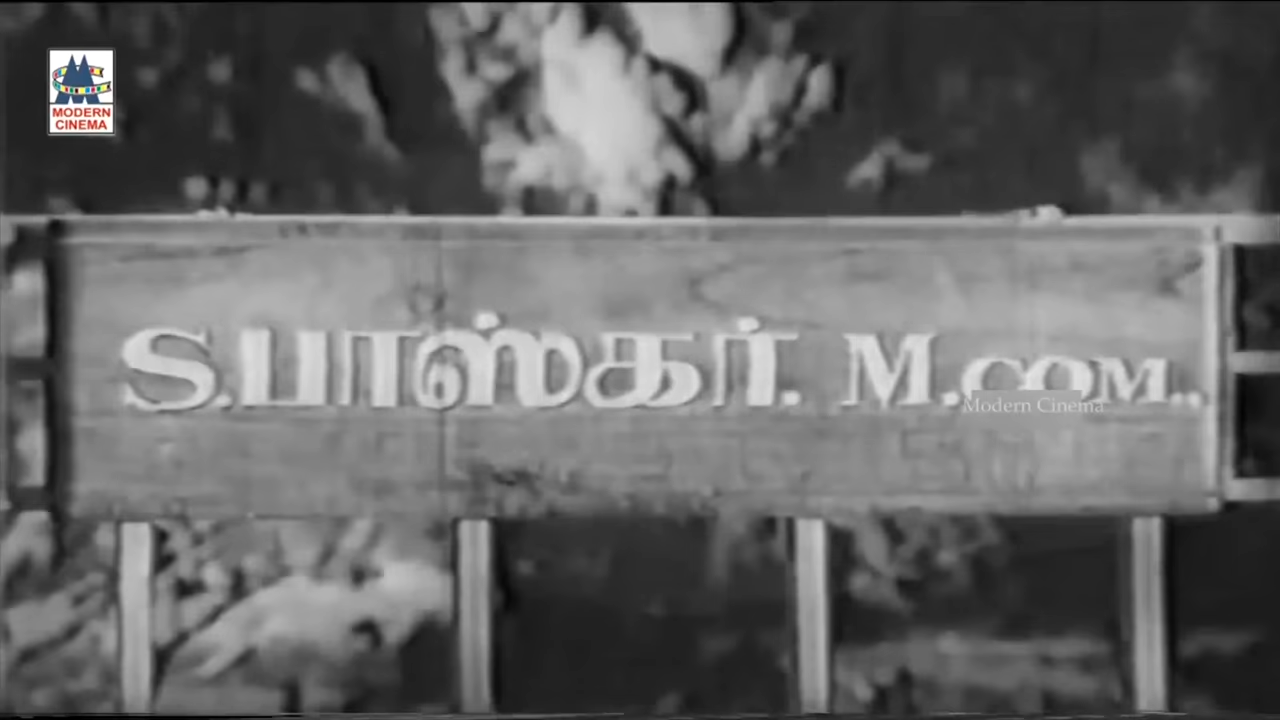 MODERN
CINEMA
S.பாஸ்கர். M.COM..
Modern Cinema